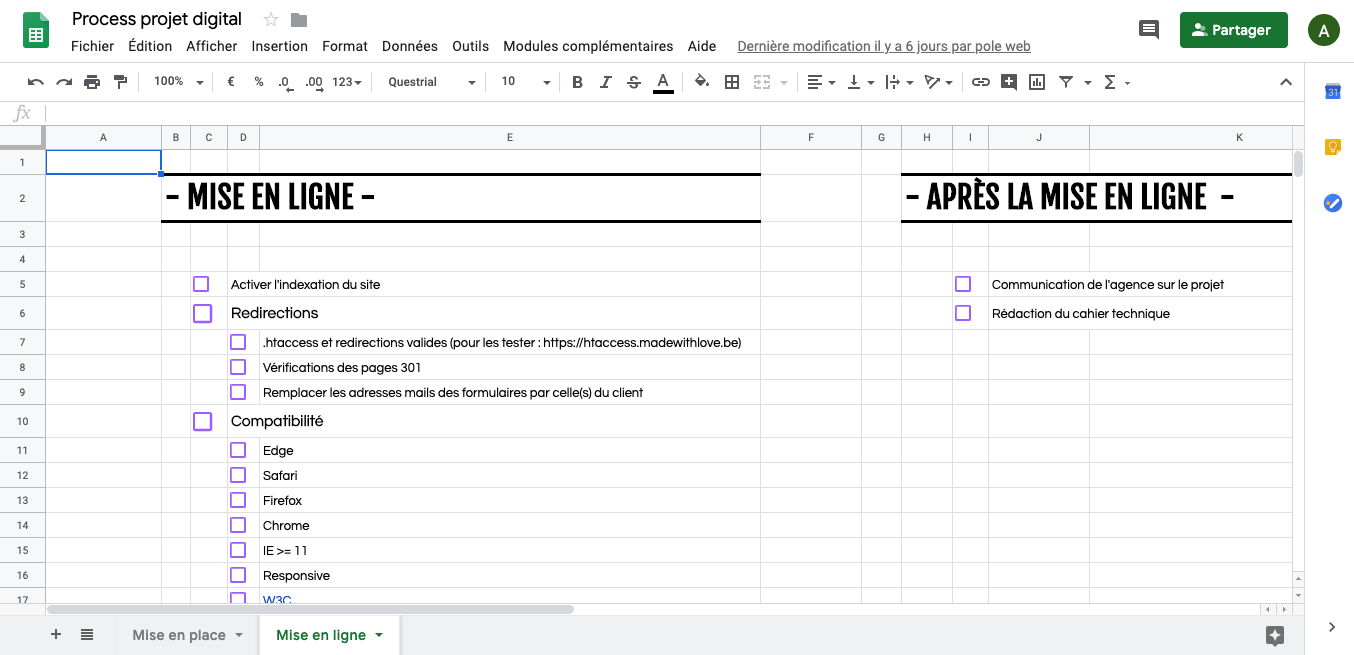 Process projet digital
Fichier Édition Afficher Insertion Format Données Outils Modules complémentaires Aide Dernière modification il y a 6 jours par pole web
Partager
A
100% € % .0 .00 123 Questrial 10 B I S A Σ
31
fx
A B C D E F G H I J K
1
2 – MISE EN LIGNE – – APRÈS LA MISE EN LIGNE –
3
4
5 Activer l'indexation du site Communication de l'agence sur le projet
6 Redirections Rédaction du cahier technique
7 .htaccess et redirections valides (pour les tester : https://htaccess.madewithlove.be)
8 Vérifications des pages 301
9 Remplacer les adresses mails des formulaires par celle(s) du client
10 Compatibilité
11 Edge
12 Safari
13 Firefox
14 Chrome
15 IE >= 11
16 Responsive
17 W3C
Mise en place Mise en ligne